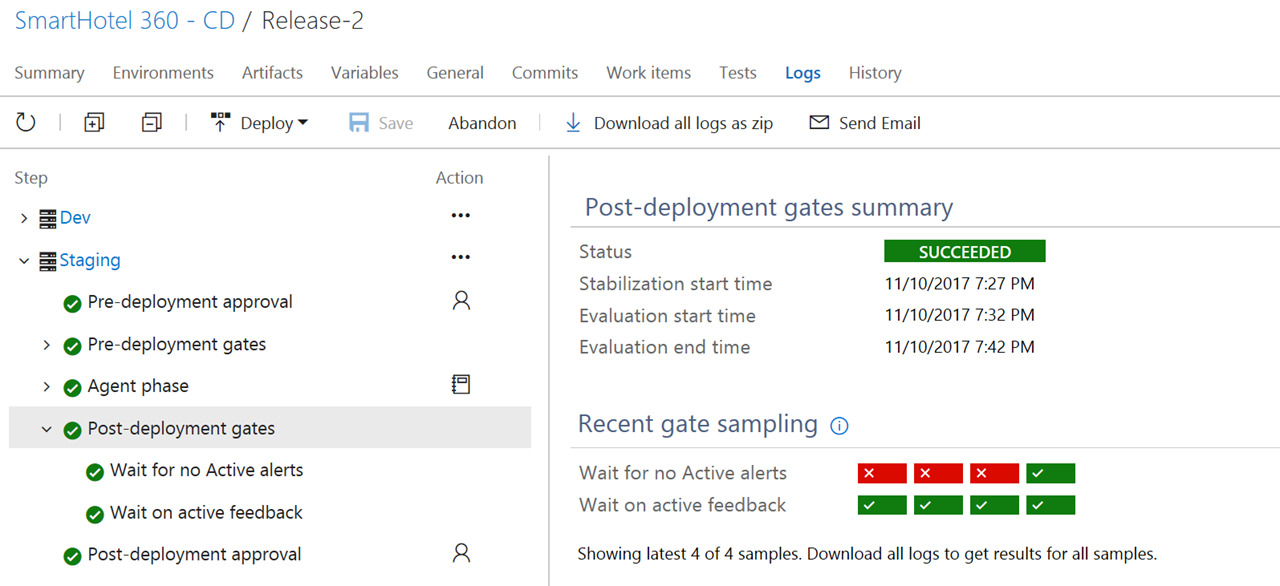 SmartHotel 360 - CD / Release-2
Summary Environments Artifacts Variables General Commits Work items Tests Logs History
Deploy Save Abandon Download all logs as zip Send Email
Step Action
Dev
Staging
Pre-deployment approval
Pre-deployment gates
Agent phase
Post-deployment gates
Wait for no Active alerts
Wait on active feedback
Post-deployment approval
Post-deployment gates summary
Status SUCCEEDED
Stabilization start time 11/10/2017 7:27 PM
Evaluation start time 11/10/2017 7:32 PM
Evaluation end time 11/10/2017 7:42 PM
Recent gate sampling
Wait for no Active alerts
Wait on active feedback
Showing latest 4 of 4 samples. Download all logs to get results for all samples.